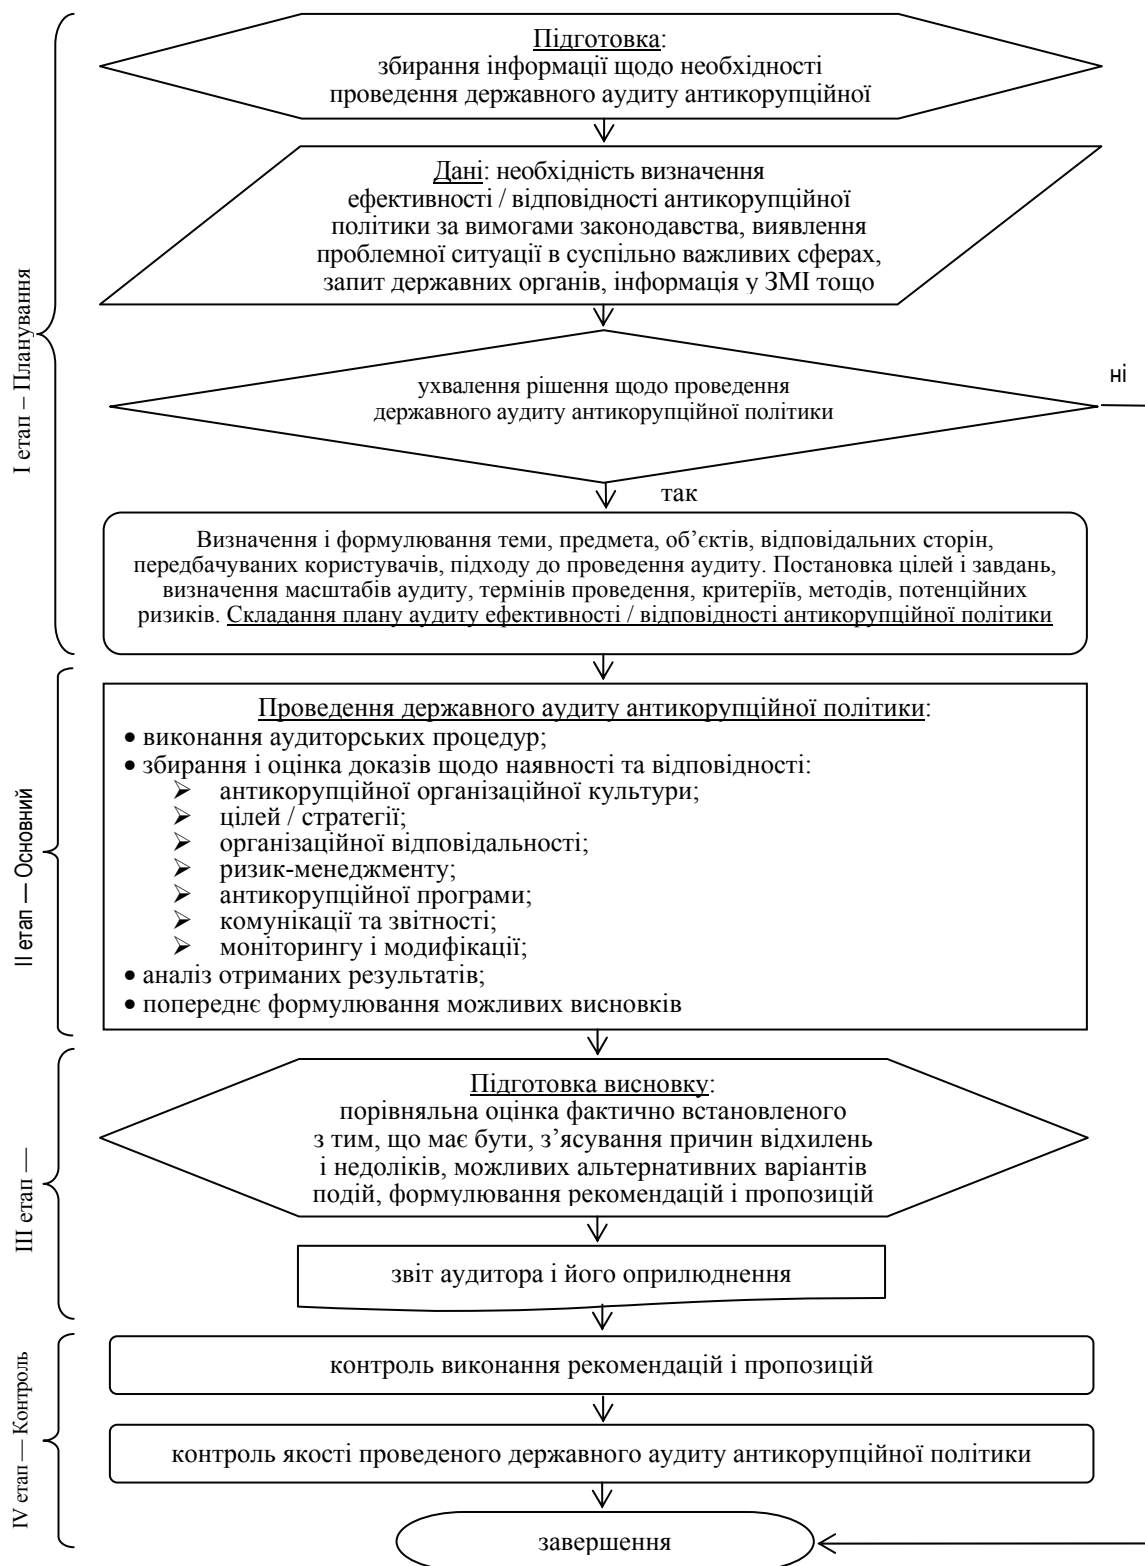 Підготовка:
збирання інформації щодо необхідності
проведення державного аудиту антикорупційної
Дані: необхідність визначення
ефективності / відповідності антикорупційної
політики за вимогами законодавства, виявлення
проблемної ситуації в суспільно важливих сферах,
запит державних органів, інформація у ЗМІ тощо
І етап – Планування
ухвалення рішення щодо проведення
державного аудиту антикорупційної політики
ні
так
Визначення і формулювання теми, предмета, об’єктів, відповідальних сторін,
передбачуваних користувачів, підходу до проведення аудиту. Постановка цілей і завдань,
визначення масштабів аудиту, термінів проведення, критеріїв, методів, потенційних
ризиків. Складання плану аудиту ефективності / відповідності антикорупційної політики
ІІ етап — Основний
Проведення державного аудиту антикорупційної політики:
• виконання аудиторських процедур;
• збирання і оцінка доказів щодо наявності та відповідності:
➢ антикорупційної організаційної культури;
➢ цілей / стратегії;
➢ організаційної відповідальності;
➢ ризик-менеджменту;
➢ антикорупційної програми;
➢ комунікації та звітності;
➢ моніторингу і модифікації;
• аналіз отриманих результатів;
• попереднє формулювання можливих висновків
ІІІ етап —
Підготовка висновку:
порівняльна оцінка фактично встановленого
з тим, що має бути, з’ясування причин відхилень
і недоліків, можливих альтернативних варіантів
подій, формулювання рекомендацій і пропозицій
звіт аудитора і його оприлюднення
IV етап — Контроль
контроль виконання рекомендацій і пропозицій
контроль якості проведеного державного аудиту антикорупційної політики
завершення